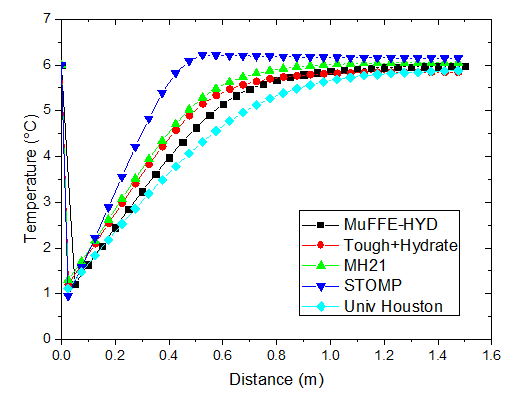 7
6
5
4
3
2
1
0
Temperature (°C)
MuFFE-HYD
Tough+Hydrate
MH21
STOMP
Univ Houston
0.0 0.2 0.4 0.6 0.8 1.0 1.2 1.4 1.6
Distance (m)